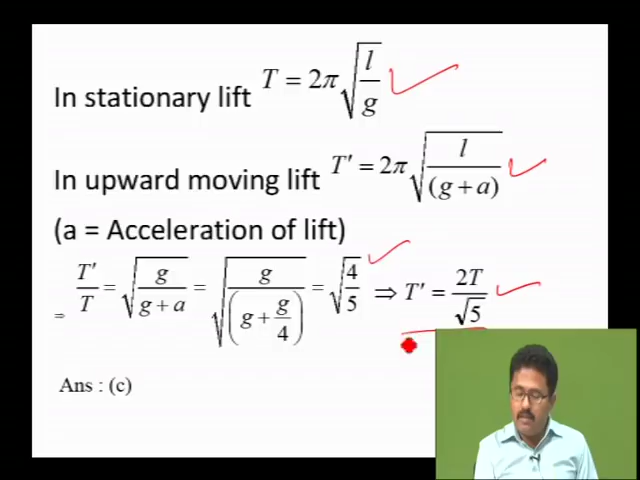 In stationary lift T = 2π√(l/g)
In upward moving lift T′ = 2π√(l/(g+a))
(a = Acceleration of lift)
⇒ T′/T = √(g/(g+a)) = √(g/(g+g/4)) = √(4/5) ⇒ T′ = 2T/√5
Ans : (c)